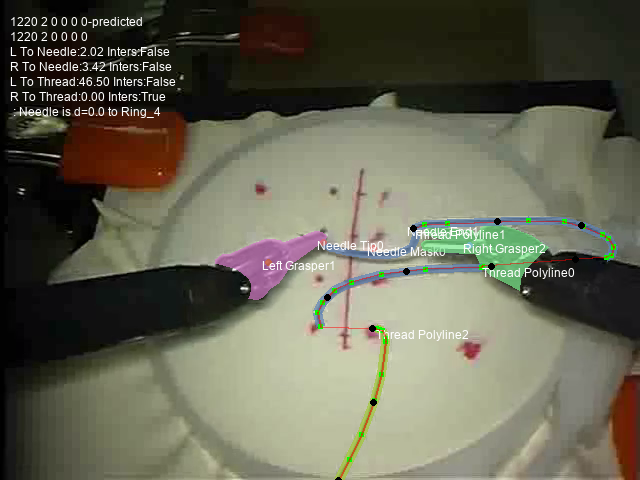 1220 2 0 0 0 0-predicted
1220 2 0 0 0 0
L To Needle:2.02 Inters:False
R To Needle:3.42 Inters:False
L To Thread:46.50 Inters:False
R To Thread:0.00 Inters:True
: Needle is d=0.0 to Ring_4
Needle End1
Thread Polyline1
Needle Tip0
Needle Mask0
Right Grasper2
Left Grasper1
Thread Polyline0
Thread Polyline2